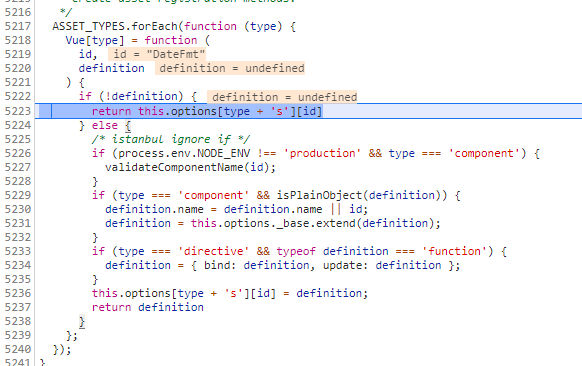 5216 */
5217 ASSET_TYPES.forEach(function (type) {
5218 Vue[type] = function (
5219 id, id = "DateFmt"
5220 definition definition = undefined
5221 ) {
5222 if (!definition) { definition = undefined
5223 return this.options[type + 's'][id]
5224 } else {
5225 /* istanbul ignore if */
5226 if (process.env.NODE_ENV !== 'production' && type === 'component') {
5227 validateComponentName(id);
5228 }
5229 if (type === 'component' && isPlainObject(definition)) {
5230 definition.name = definition.name || id;
5231 definition = this.options._base.extend(definition);
5232 }
5233 if (type === 'directive' && typeof definition === 'function') {
5234 definition = { bind: definition, update: definition };
5235 }
5236 this.options[type + 's'][id] = definition;
5237 return definition
5238 }
5239 };
5240 });
5241 }